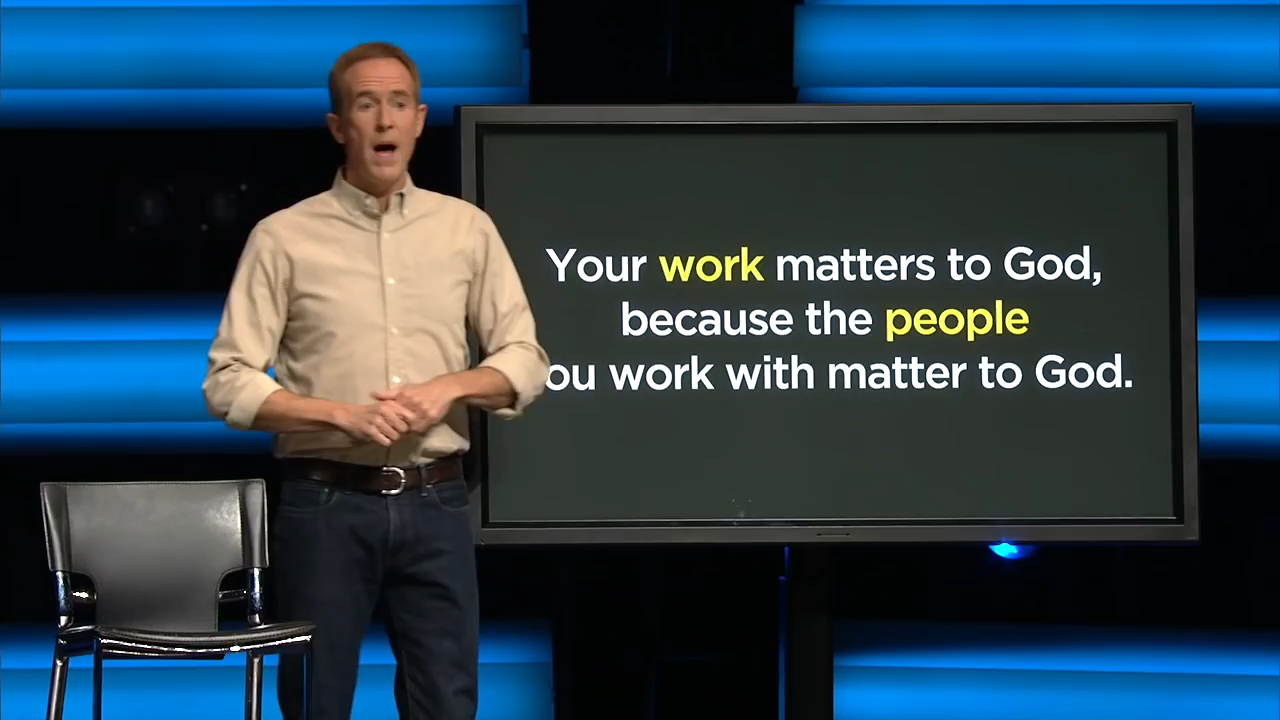 Your work matters to God,
because the people
ou work with matter to God.